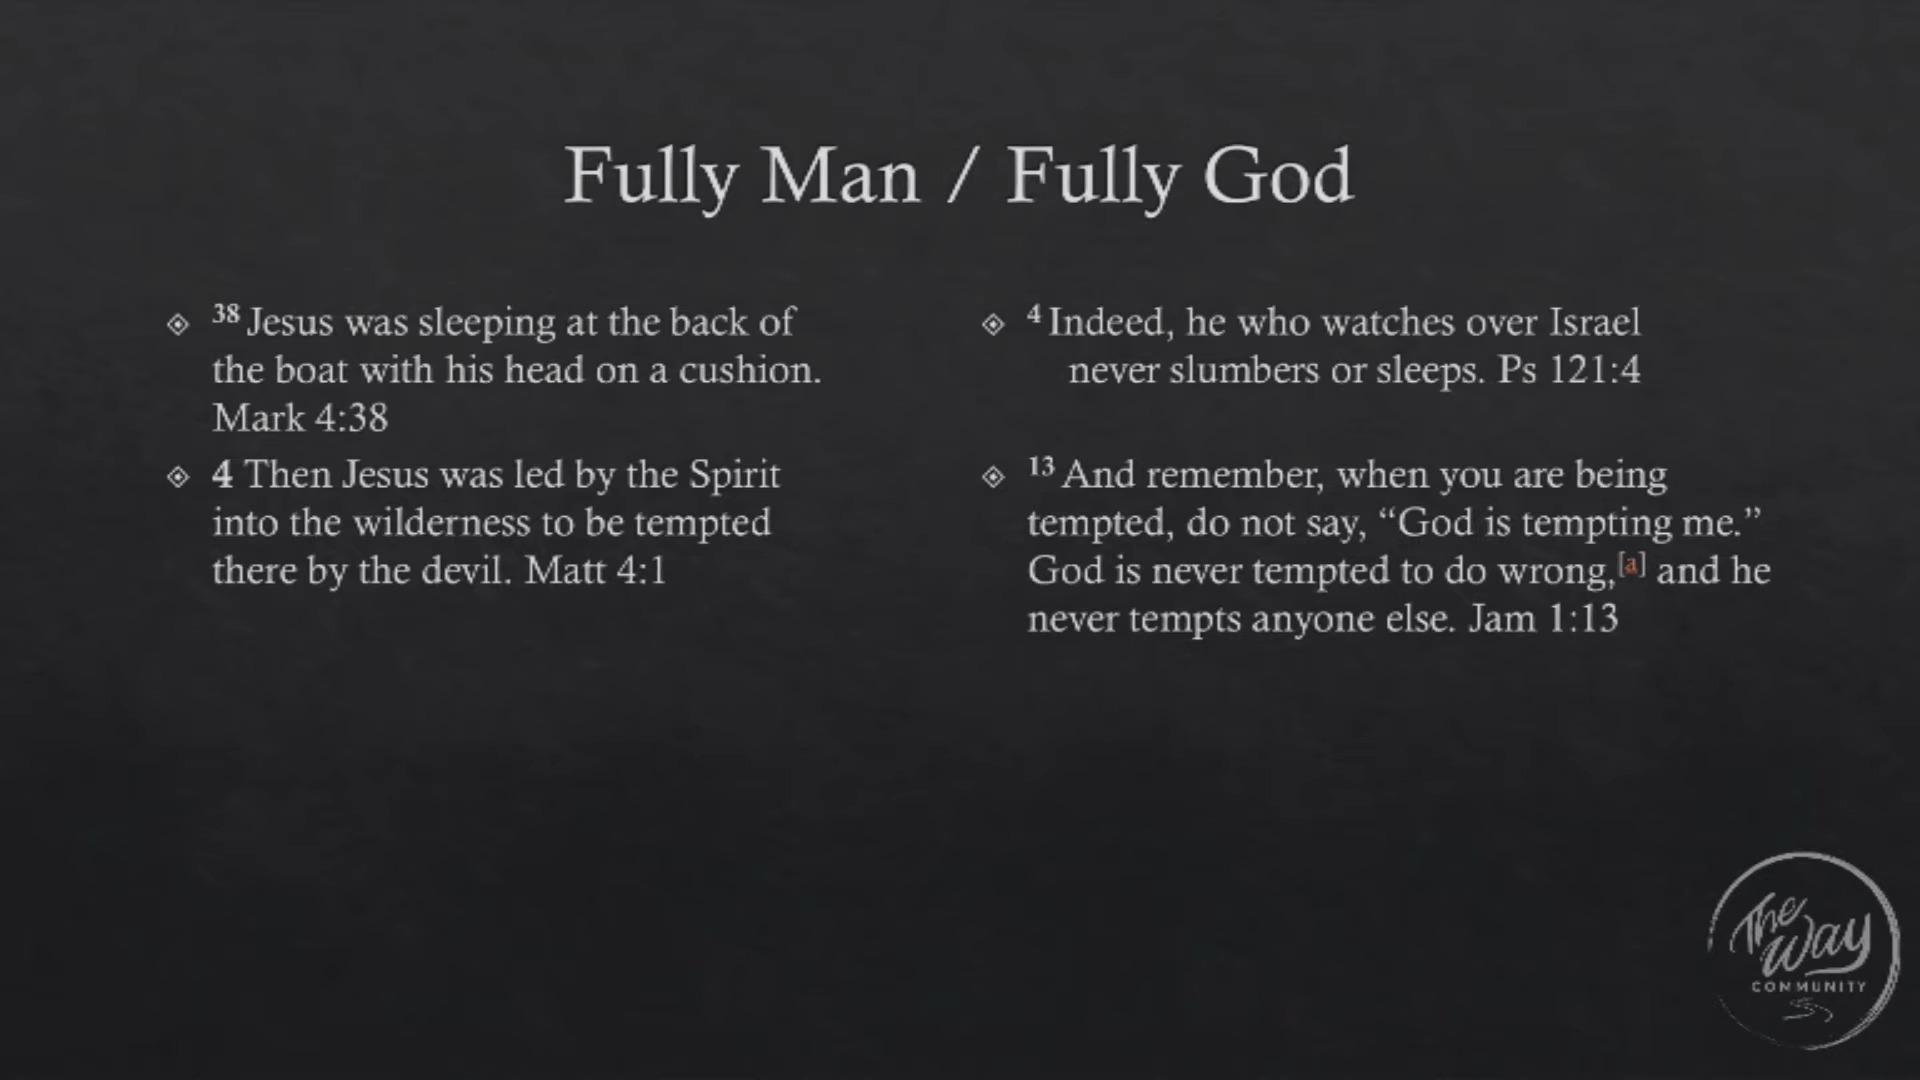 Fully Man / Fully God
38 Jesus was sleeping at the back of
the boat with his head on a cushion.
Mark 4:38
4 Then Jesus was led by the Spirit
into the wilderness to be tempted
there by the devil. Matt 4:1
4 Indeed, he who watches over Israel
never slumbers or sleeps. Ps 121:4
13 And remember, when you are being
tempted, do not say, “God is tempting me.”
God is never tempted to do wrong,[a] and he
never tempts anyone else. Jam 1:13
The
Way
COMMUNITY